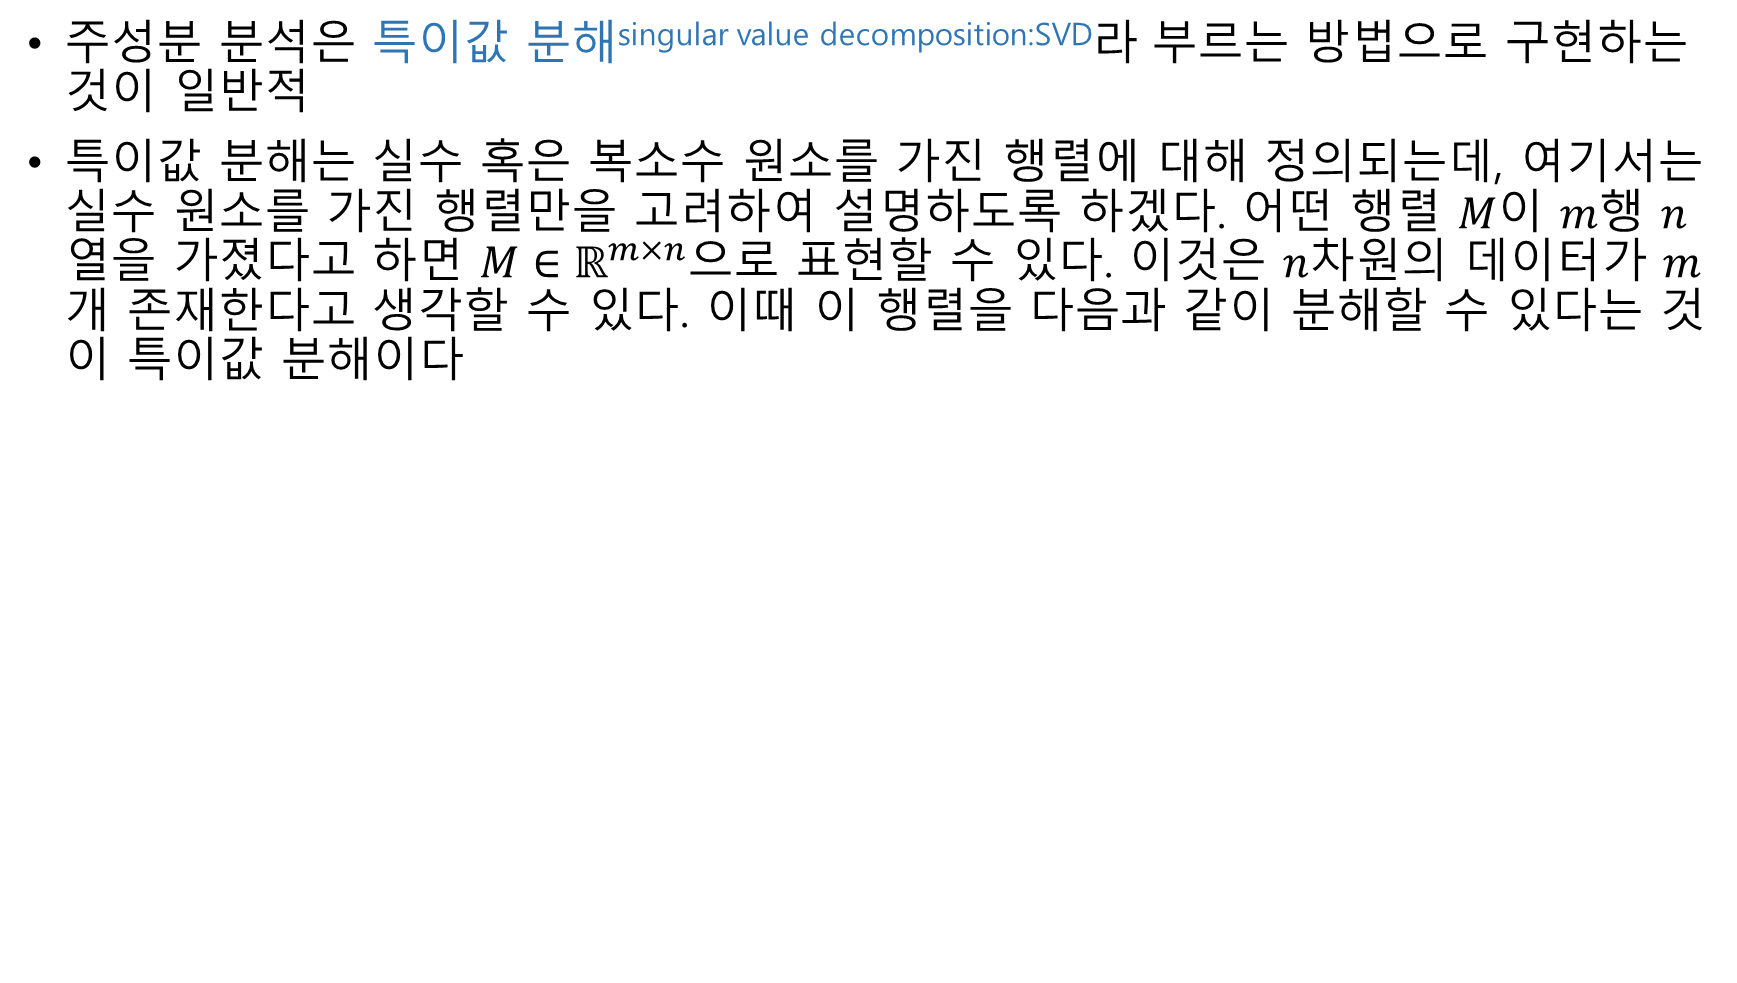 • 주성분 분석은 특이값 분해singular value decomposition:SVD라 부르는 방법으로 구현하는
것이 일반적
• 특이값 분해는 실수 혹은 복소수 원소를 가진 행렬에 대해 정의되는데, 여기서는
실수 원소를 가진 행렬만을 고려하여 설명하도록 하겠다. 어떤 행렬 𝑀이 𝑚행 𝑛
열을 가졌다고 하면 𝑀 ∈ ℝ^{𝑚×𝑛}으로 표현할 수 있다. 이것은 𝑛차원의 데이터가 𝑚
개 존재한다고 생각할 수 있다. 이때 이 행렬을 다음과 같이 분해할 수 있다는 것
이 특이값 분해이다